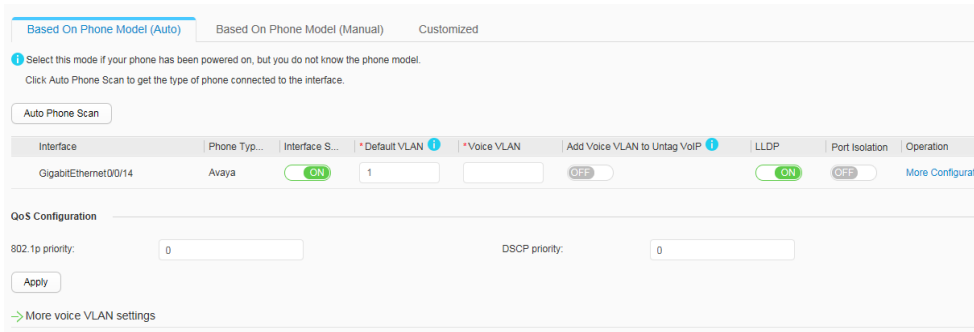 Based On Phone Model (Auto) Based On Phone Model (Manual) Customized
Select this mode if your phone has been powered on, but you do not know the phone model.
Click Auto Phone Scan to get the type of phone connected to the interface.
Auto Phone Scan
Interface Phone Typ... Interface S... *Default VLAN *Voice VLAN Add Voice VLAN to Untag VoIP LLDP Port Isolation Operation
GigabitEthernet0/0/14 Avaya ON 1 OFF ON OFF More Configurat
QoS Configuration
802.1p priority: 0 DSCP priority: 0
Apply
More voice VLAN settings